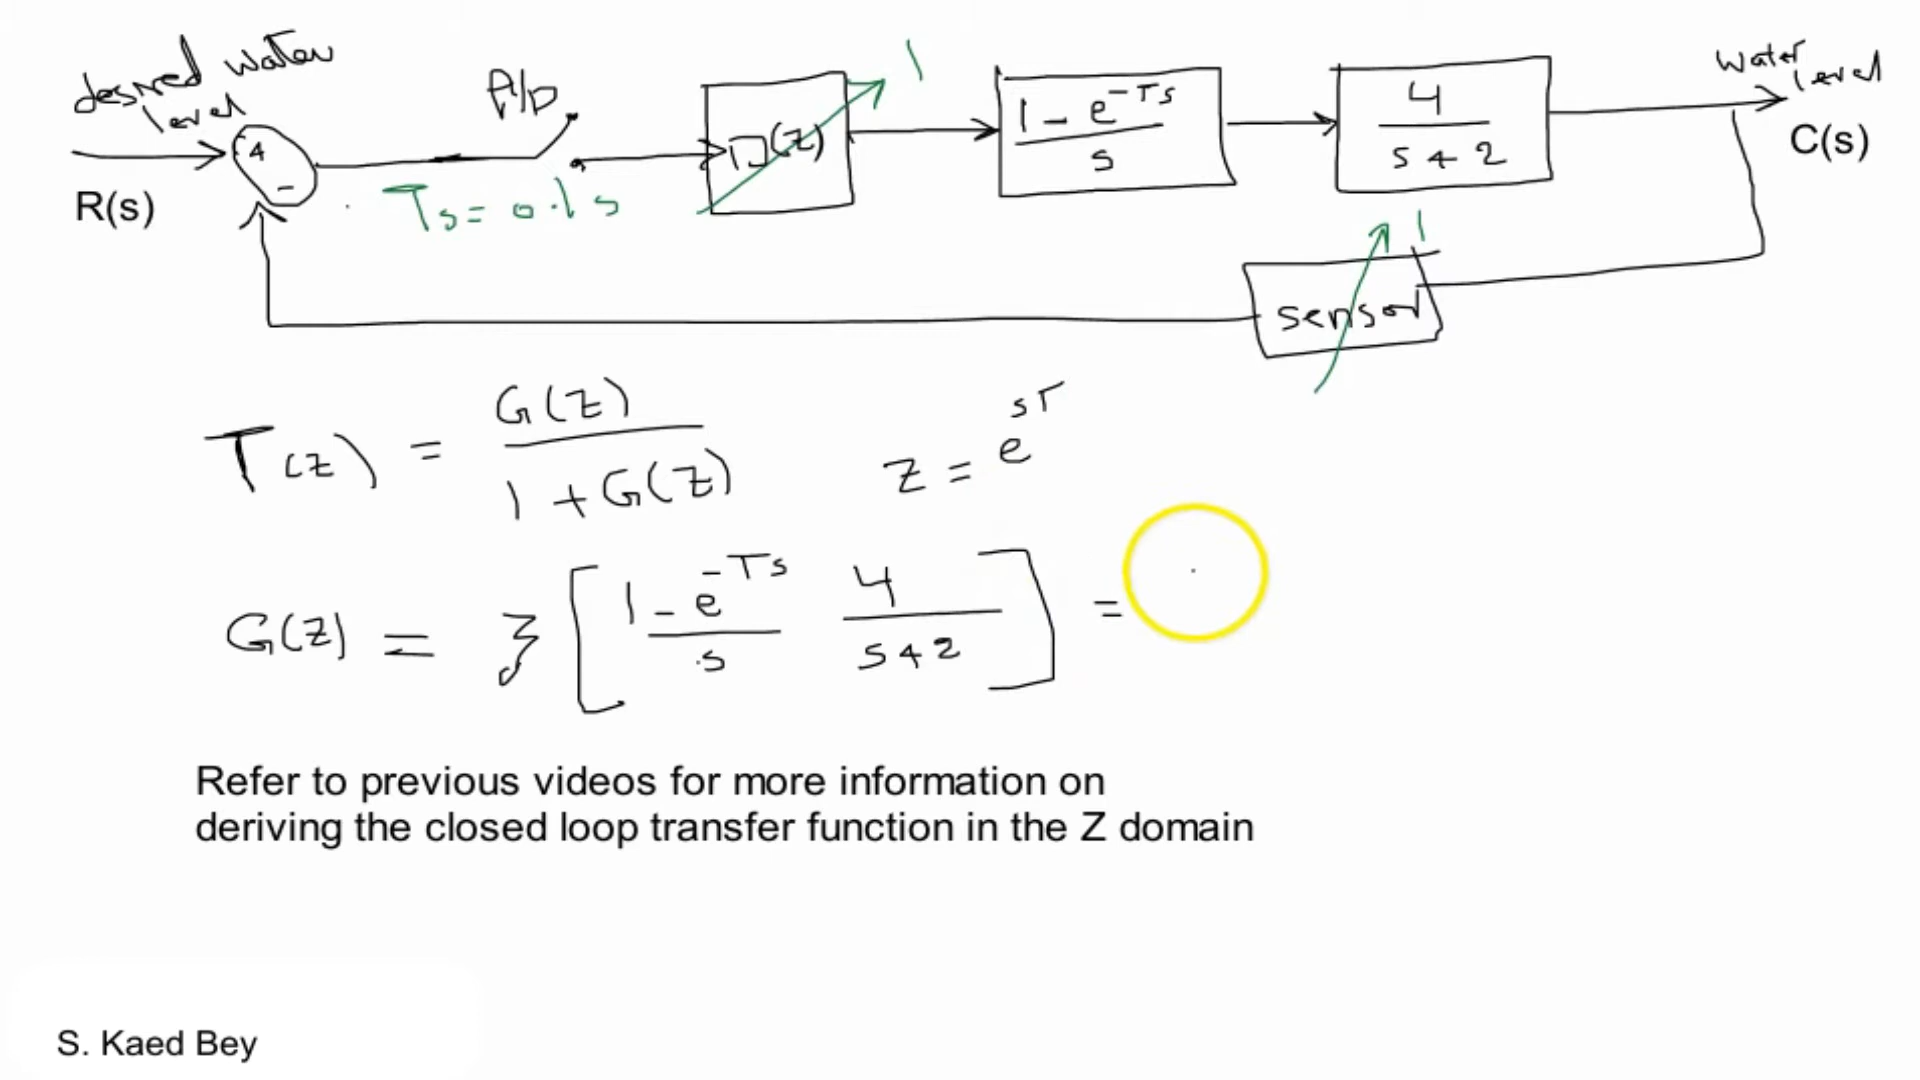 desired water level
R(s)
+
-
A/D
Ts = 0.1 s
D(z)
1
1 - e^-Ts / s
4 / s + 2
water level
C(s)
sensor
1
T(z) = G(z) / 1 + G(z)
z = e^sT
G(z) = ʒ [ 1 - e^-Ts / s 4 / s + 2 ] =
Refer to previous videos for more information on
deriving the closed loop transfer function in the Z domain
S. Kaed Bey